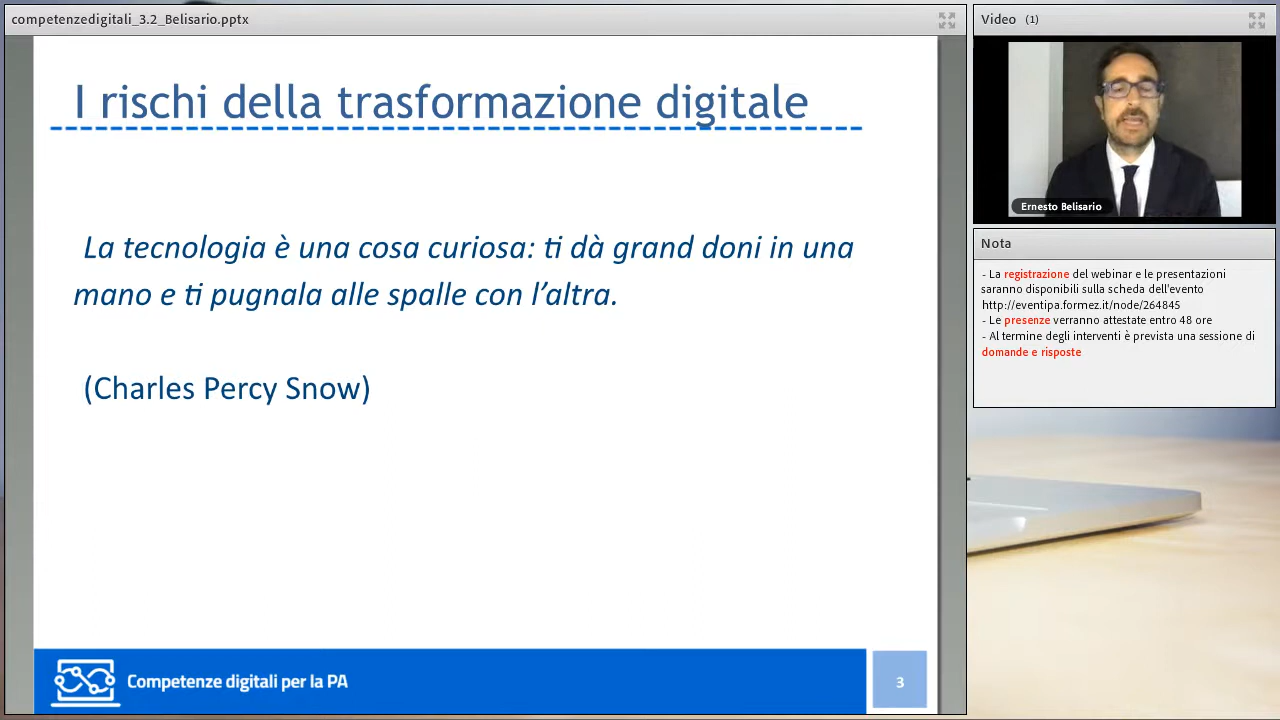 competenzedigitali_3.2_Belisario.pptx
I rischi della trasformazione digitale
La tecnologia è una cosa curiosa: ti dà grand doni in una
mano e ti pugnala alle spalle con l’altra.
(Charles Percy Snow)
Competenze digitali per la PA
3
Video (1)
Ernesto Belisario
Nota
- La registrazione del webinar e le presentazioni
saranno disponibili sulla scheda dell'evento
http://eventipa.formez.it/node/264845
- Le presenze verranno attestate entro 48 ore
- Al termine degli interventi è prevista una sessione di
domande e risposte